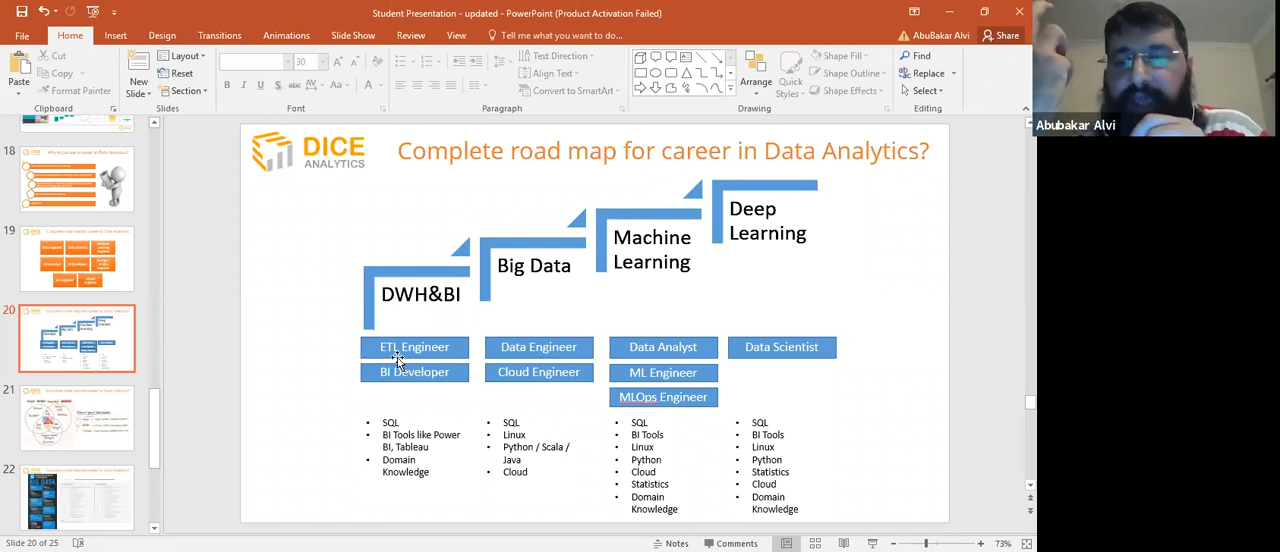 Student Presentation - updated - PowerPoint (Product Activation Failed)
File
Home
Insert
Design
Transitions
Animations
Slide Show
Review
View
Tell me what you want to do...
AbuBakar Alvi
Share
Paste
Cut
Copy
Format Painter
Clipboard
New
Slide
Layout
Reset
Section
Slides
30
B I U S abc AV Aa A
Font
Paragraph
Text Direction
Align Text
Convert to SmartArt
Arrange
Quick
Styles
Drawing
Shape Fill
Shape Outline
Shape Effects
Find
Replace
Select
Editing
Abubakar Alvi
18
19
20
21
22
DICE
ANALYTICS
Complete road map for career in Data Analytics?
DWH&BI
Big Data
Machine
Learning
Deep
Learning
ETL Engineer
BI Developer
Data Engineer
Cloud Engineer
Data Analyst
ML Engineer
MLOps Engineer
Data Scientist
• SQL
• BI Tools like Power
BI, Tableau
• Domain
Knowledge
• SQL
• Linux
• Python / Scala /
Java
• Cloud
• SQL
• BI Tools
• Linux
• Python
• Cloud
• Statistics
• Domain
Knowledge
• SQL
• BI Tools
• Linux
• Python
• Statistics
• Cloud
• Domain
Knowledge
Slide 20 of 25
Notes
Comments
73%